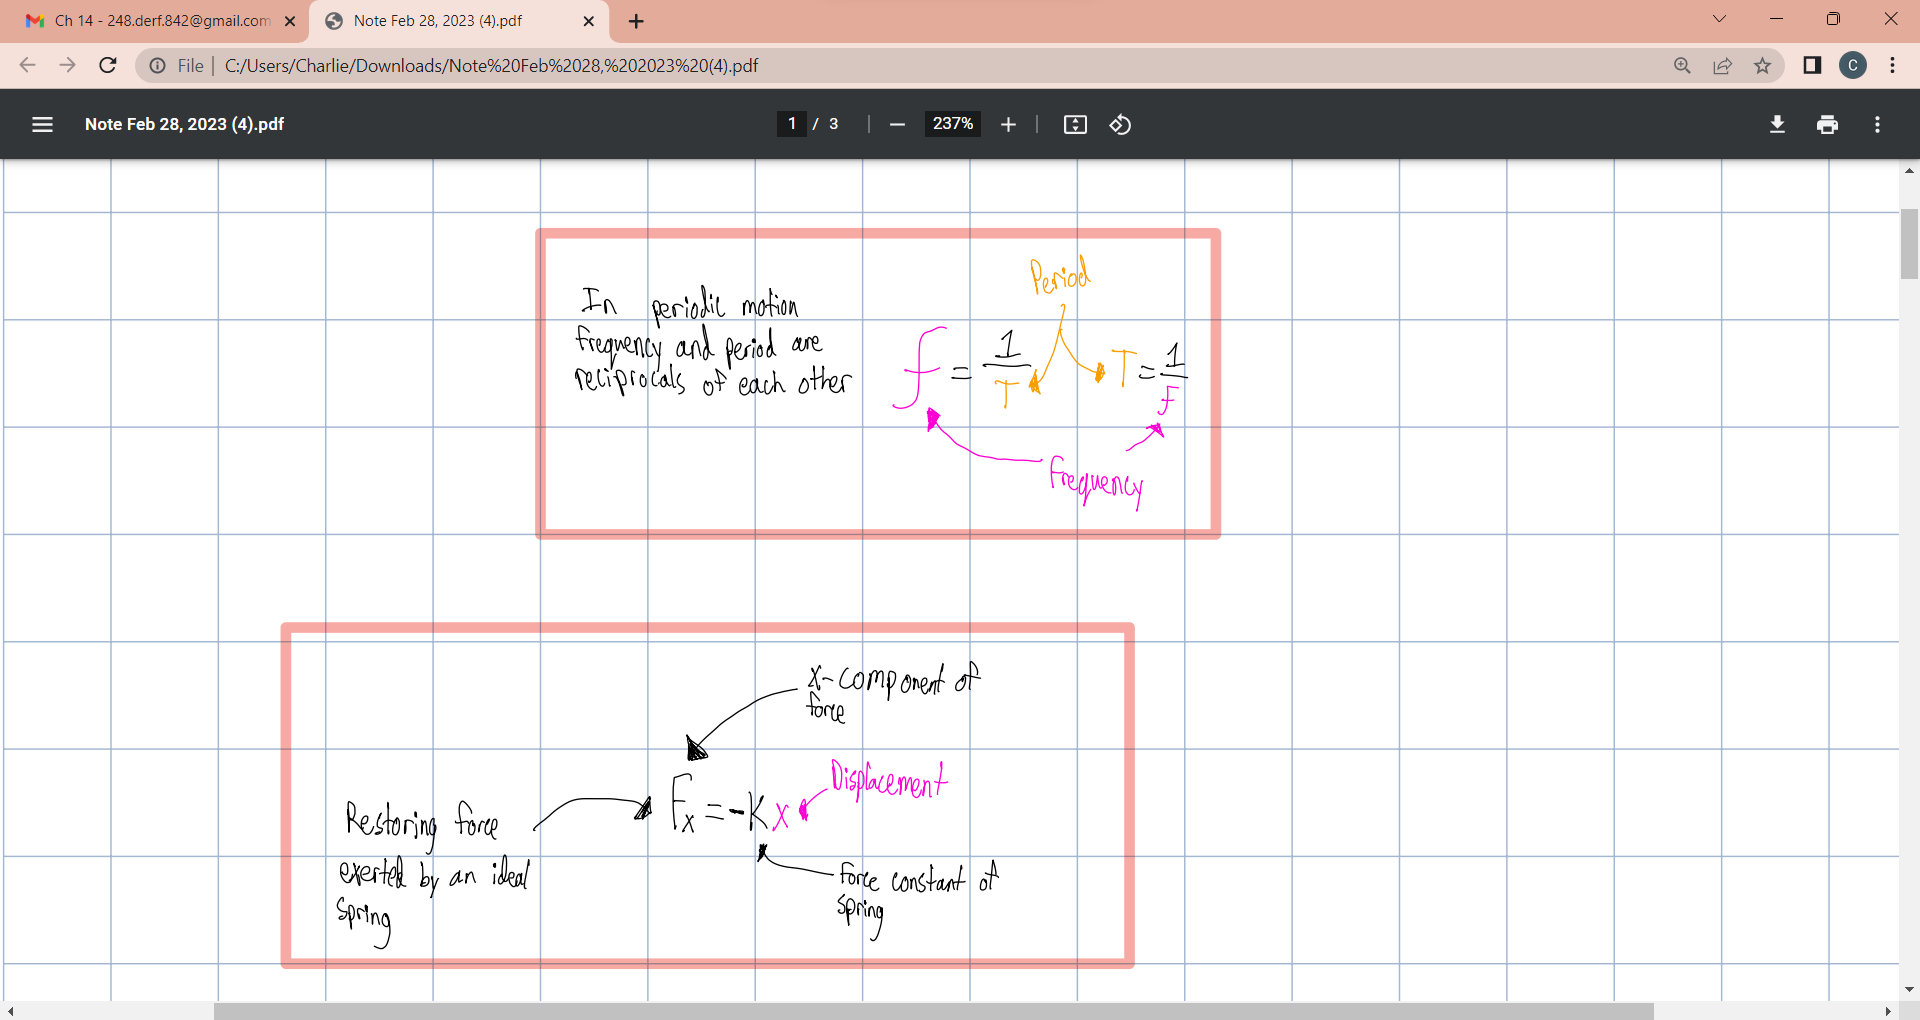 Ch 14 - 248.derf.842@gmail.com
Note Feb 28, 2023 (4).pdf
File | C:/Users/Charlie/Downloads/Note%20Feb%2028,%202023%20(4).pdf
C
Note Feb 28, 2023 (4).pdf
1 / 3
237%
Period
In periodic motion
frequency and period are
reciprocals of each other
f = 1/T
T = 1/f
Frequency
x-component of
force
Displacement
Fx = -Kx
Restoring force
exerted by an ideal
spring
Force constant of
spring